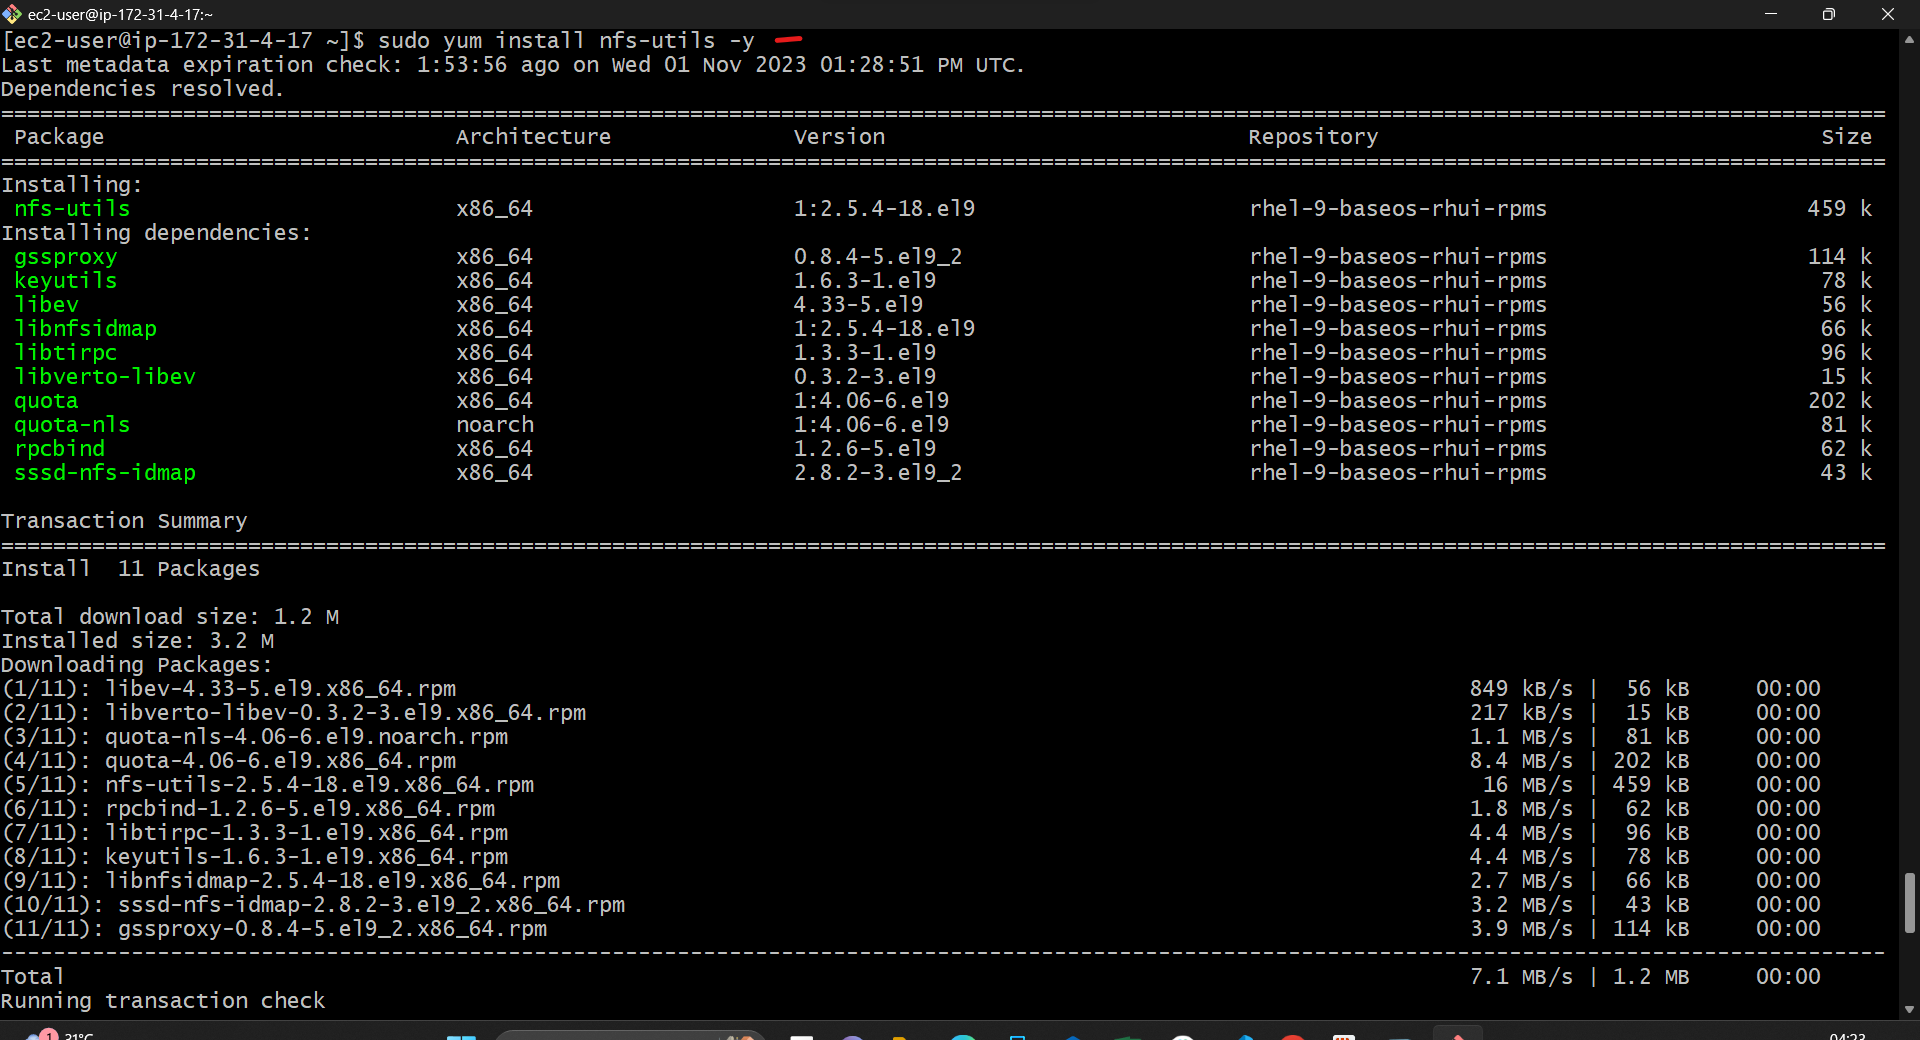 ec2-user@ip-172-31-4-17:~
[ec2-user@ip-172-31-4-17 ~]$ sudo yum install nfs-utils -y
Last metadata expiration check: 1:53:56 ago on Wed 01 Nov 2023 01:28:51 PM UTC.
Dependencies resolved.
================================================================================
Package Architecture Version Repository Size
================================================================================
Installing:
nfs-utils x86_64 1:2.5.4-18.el9 rhel-9-baseos-rhui-rpms 459 k
Installing dependencies:
gssproxy x86_64 0.8.4-5.el9_2 rhel-9-baseos-rhui-rpms 114 k
keyutils x86_64 1.6.3-1.el9 rhel-9-baseos-rhui-rpms 78 k
libev x86_64 4.33-5.el9 rhel-9-baseos-rhui-rpms 56 k
libnfsidmap x86_64 1:2.5.4-18.el9 rhel-9-baseos-rhui-rpms 66 k
libtirpc x86_64 1.3.3-1.el9 rhel-9-baseos-rhui-rpms 96 k
libverto-libev x86_64 0.3.2-3.el9 rhel-9-baseos-rhui-rpms 15 k
quota x86_64 1:4.06-6.el9 rhel-9-baseos-rhui-rpms 202 k
quota-nls noarch 1:4.06-6.el9 rhel-9-baseos-rhui-rpms 81 k
rpcbind x86_64 1.2.6-5.el9 rhel-9-baseos-rhui-rpms 62 k
sssd-nfs-idmap x86_64 2.8.2-3.el9_2 rhel-9-baseos-rhui-rpms 43 k
Transaction Summary
================================================================================
Install 11 Packages
Total download size: 1.2 M
Installed size: 3.2 M
Downloading Packages:
(1/11): libev-4.33-5.el9.x86_64.rpm 849 kB/s | 56 kB 00:00
(2/11): libverto-libev-0.3.2-3.el9.x86_64.rpm 217 kB/s | 15 kB 00:00
(3/11): quota-nls-4.06-6.el9.noarch.rpm 1.1 MB/s | 81 kB 00:00
(4/11): quota-4.06-6.el9.x86_64.rpm 8.4 MB/s | 202 kB 00:00
(5/11): nfs-utils-2.5.4-18.el9.x86_64.rpm 16 MB/s | 459 kB 00:00
(6/11): rpcbind-1.2.6-5.el9.x86_64.rpm 1.8 MB/s | 62 kB 00:00
(7/11): libtirpc-1.3.3-1.el9.x86_64.rpm 4.4 MB/s | 96 kB 00:00
(8/11): keyutils-1.6.3-1.el9.x86_64.rpm 4.4 MB/s | 78 kB 00:00
(9/11): libnfsidmap-2.5.4-18.el9.x86_64.rpm 2.7 MB/s | 66 kB 00:00
(10/11): sssd-nfs-idmap-2.8.2-3.el9_2.x86_64.rpm 3.2 MB/s | 43 kB 00:00
(11/11): gssproxy-0.8.4-5.el9_2.x86_64.rpm 3.9 MB/s | 114 kB 00:00
--------------------------------------------------------------------------------
Total 7.1 MB/s | 1.2 MB 00:00
Running transaction check
1 31°C 04:23